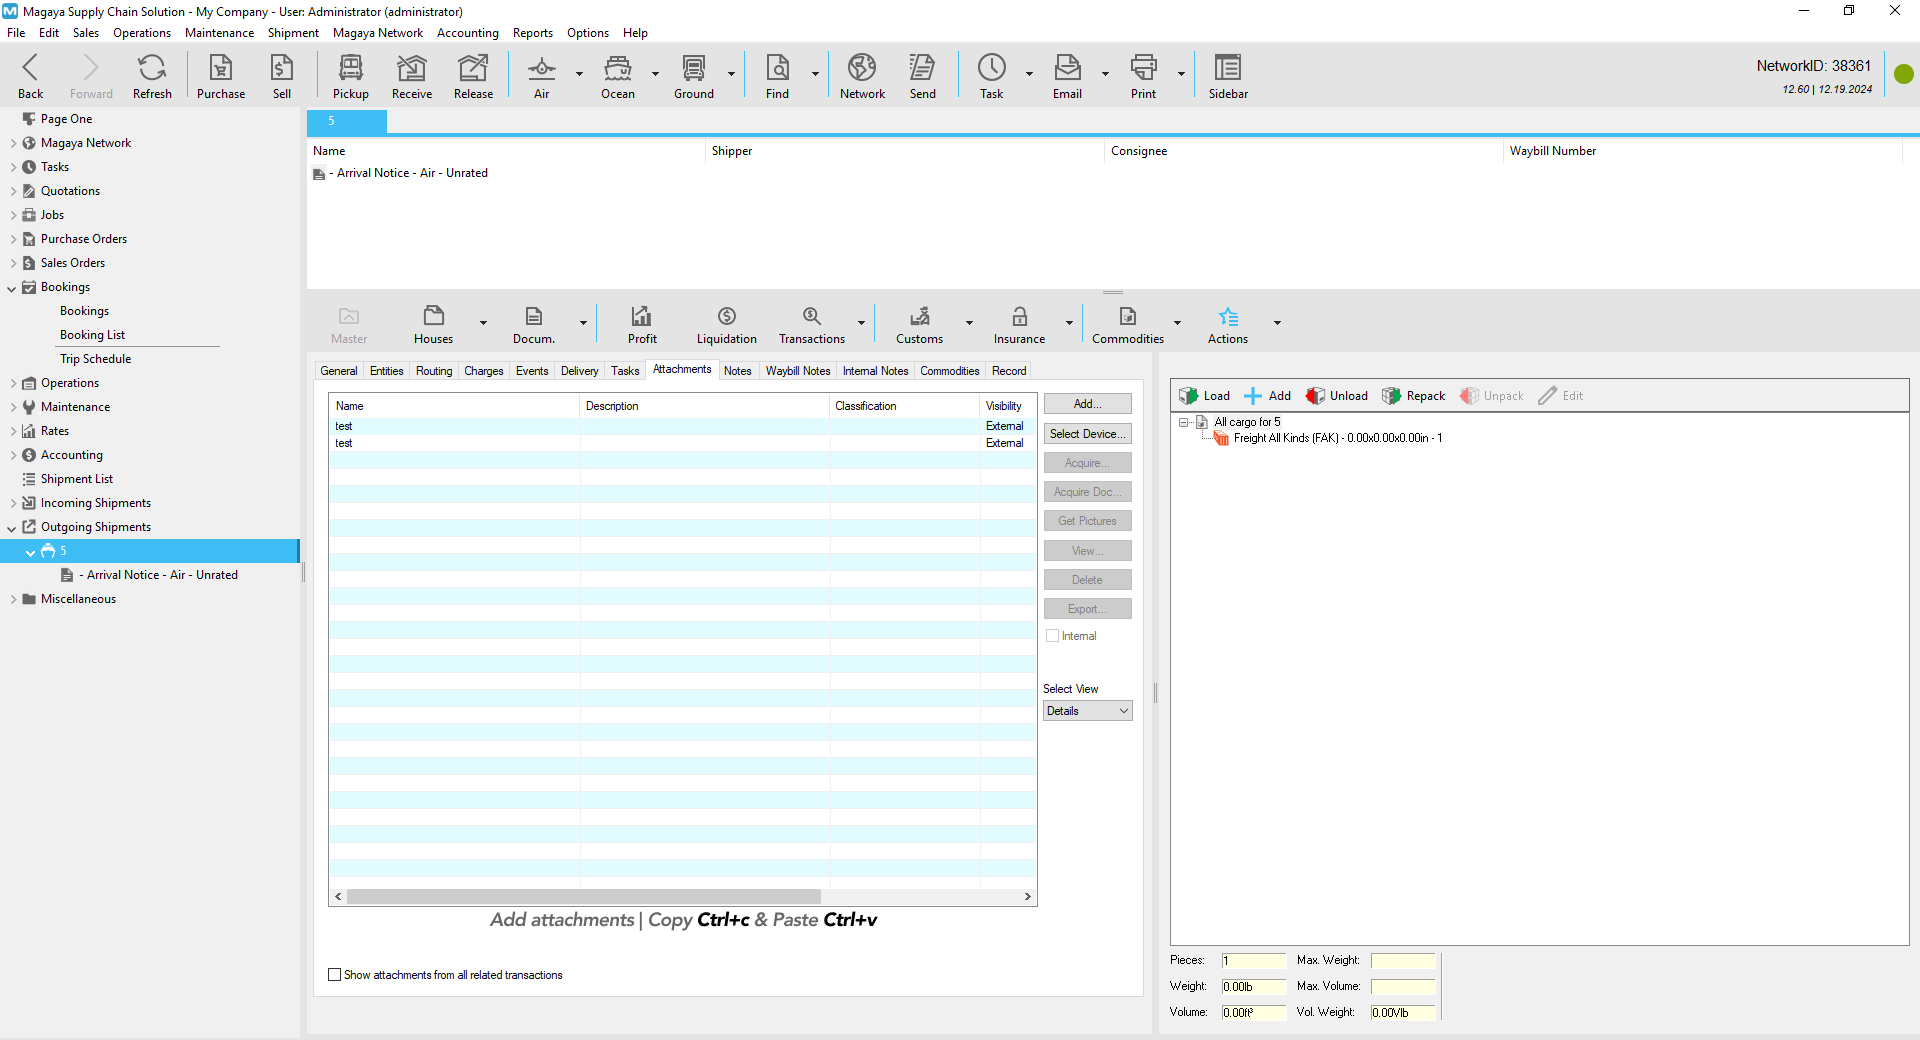 Magaya Supply Chain Solution - My Company - User: Administrator (administrator)
File Edit Sales Operations Maintenance Shipment Magaya Network Accounting Reports Options Help
Back Forward Refresh Purchase Sell Pickup Receive Release Air Ocean Ground Find Network Send Task Email Print Sidebar
NetworkID: 38361
12.60 | 12.19.2024
Page One
Magaya Network
Tasks
Quotations
Jobs
Purchase Orders
Sales Orders
Bookings
Bookings
Booking List
Trip Schedule
Operations
Maintenance
Rates
Accounting
Shipment List
Incoming Shipments
Outgoing Shipments
5
- Arrival Notice - Air - Unrated
Miscellaneous
5
Name Shipper Consignee Waybill Number
- Arrival Notice - Air - Unrated
Master Houses Docum. Profit Liquidation Transactions Customs Insurance Commodities Actions
General Entities Routing Charges Events Delivery Tasks Attachments Notes Waybill Notes Internal Notes Commodities Record
Name Description Classification Visibility
test External
test External
Add...
Select Device...
Acquire...
Acquire Doc...
Get Pictures
View...
Delete
Export...
Internal
Select View
Details
Add attachments | Copy Ctrl+c & Paste Ctrl+v
Show attachments from all related transactions
Load Add Unload Repack Unpack Edit
All cargo for 5
Freight All Kinds (FAK) - 0.00x0.00x0.00in - 1
Pieces: 1 Max. Weight:
Weight: 0.00lb Max. Volume:
Volume: 0.00ft³ Vol. Weight: 0.00Vlb